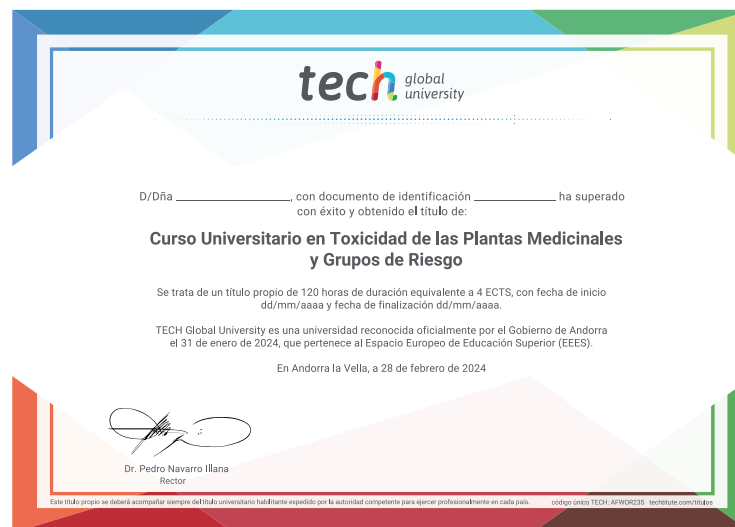 tech global university
D/Dña ____________________, con documento de identificación ______________ ha superado
con éxito y obtenido el título de:
Curso Universitario en Toxicidad de las Plantas Medicinales
y Grupos de Riesgo
Se trata de un título propio de 120 horas de duración equivalente a 4 ECTS, con fecha de inicio
dd/mm/aaaa y fecha de finalización dd/mm/aaaa.
TECH Global University es una universidad reconocida oficialmente por el Gobierno de Andorra
el 31 de enero de 2024, que pertenece al Espacio Europeo de Educación Superior (EEES).
En Andorra la Vella, a 28 de febrero de 2024
Dr. Pedro Navarro Illana
Rector
Este título propio se deberá acompañar siempre del título universitario habilitante expedido por la autoridad competente para ejercer profesionalmente en cada país. código único TECH: AFWOR23S techtitute.com/titulos